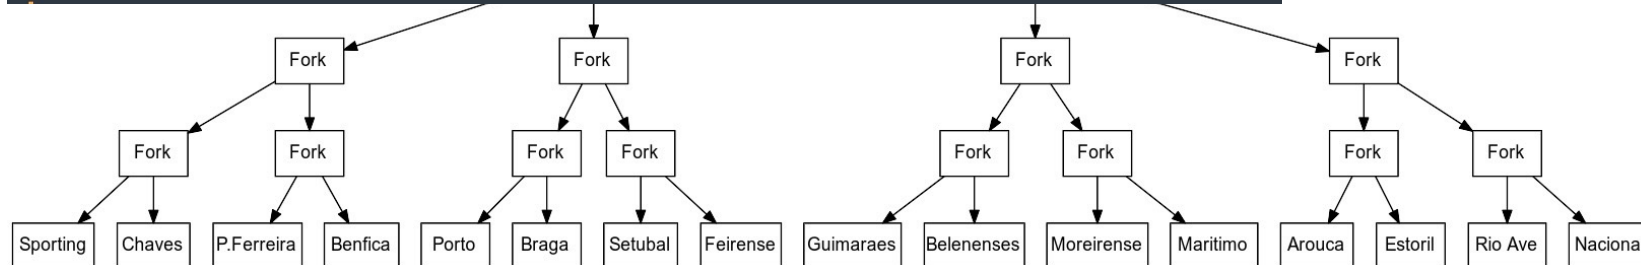 Fork Fork Fork Fork
Fork Fork Fork Fork Fork Fork Fork Fork
Sporting Chaves P.Ferreira Benfica Porto Braga Setubal Feirense Guimaraes Belenenses Moreirense Maritimo Arouca Estoril Rio Ave Naciona